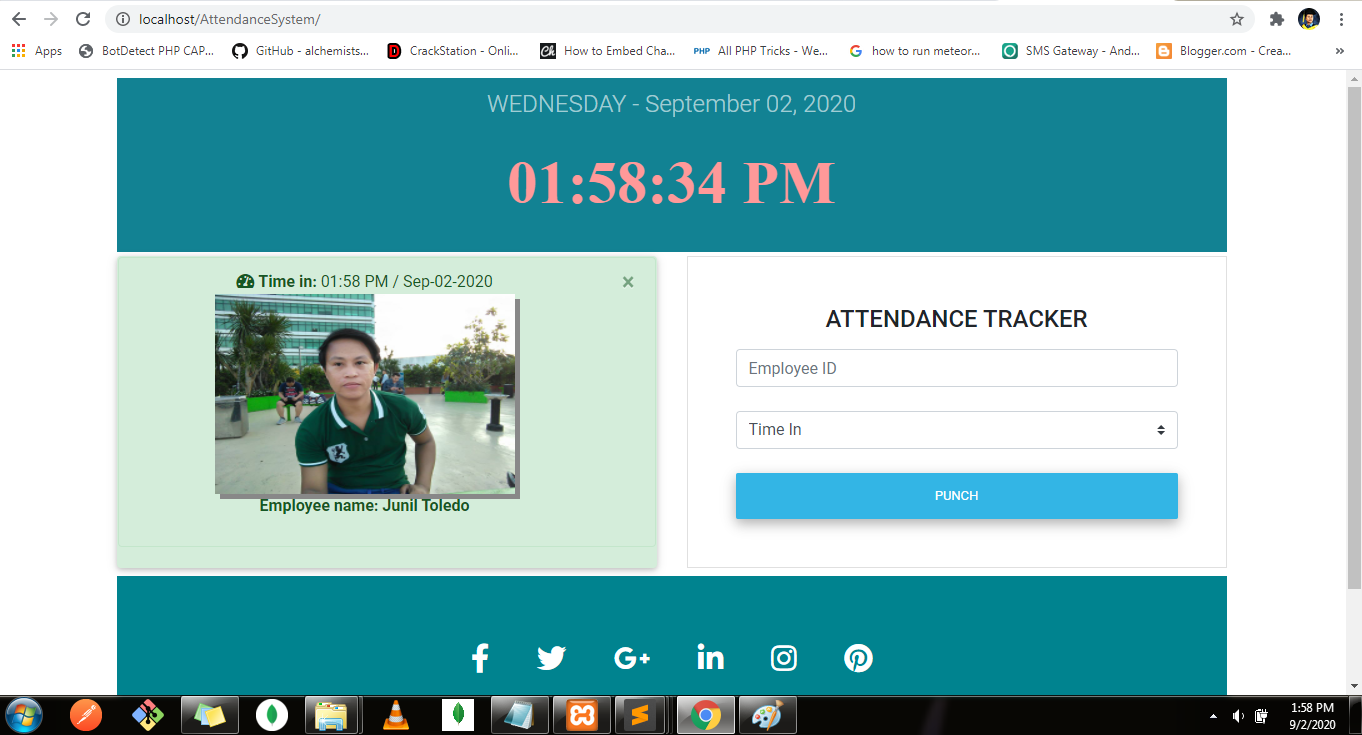 localhost/AttendanceSystem/
Apps BotDetect PHP CAP... GitHub - alchemists... CrackStation - Onli... Ch How to Embed Cha... PHP All PHP Tricks - We... how to run meteor... SMS Gateway - And... Blogger.com - Crea... »
WEDNESDAY - September 02, 2020
01:58:34 PM
Time in: 01:58 PM / Sep-02-2020 ×
Employee name: Junil Toledo
ATTENDANCE TRACKER
Employee ID
Time In
PUNCH
1:58 PM
9/2/2020